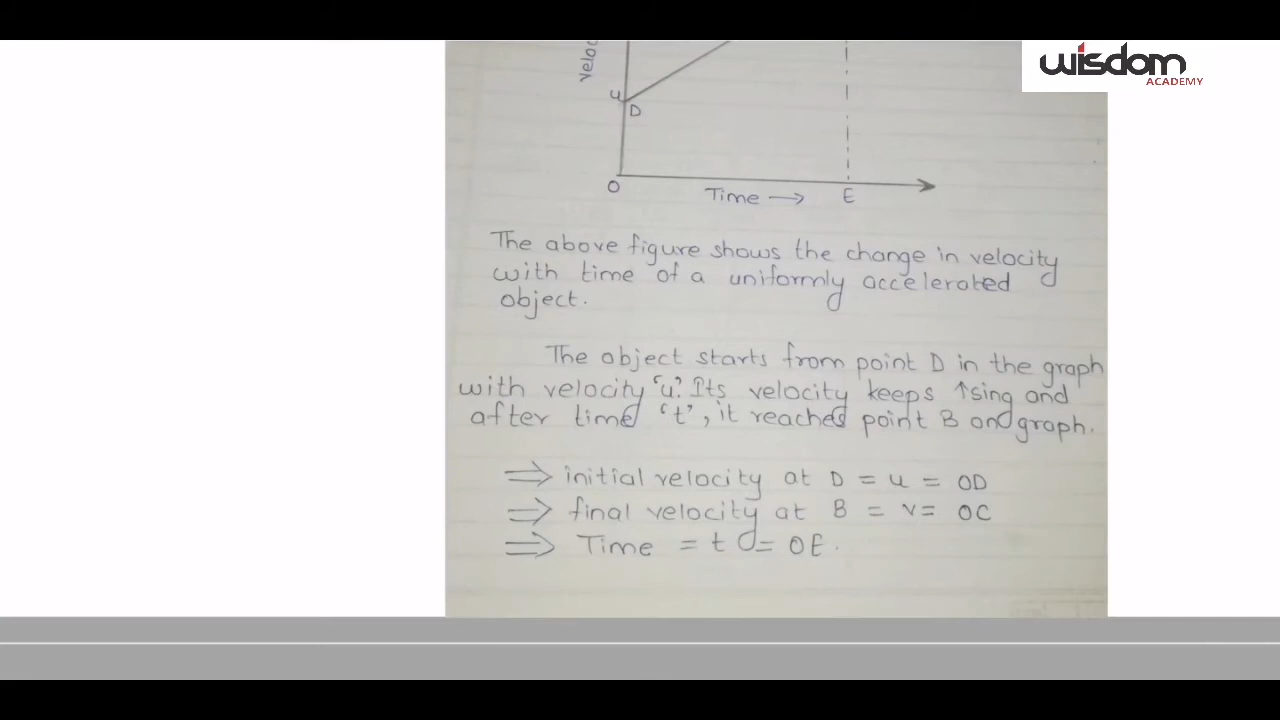 wisdom
ACADEMY
Veloc
u
D
O
Time → E
The above figure shows the change in velocity
with time of a uniformly accelerated
object.
The object starts from point D in the graph
with velocity 'u'. Its velocity keeps ↑sing and
after time 't', it reaches point B on graph.
⇒ initial velocity at D = u = OD
⇒ final velocity at B = v = OC
⇒ Time = t = OE.